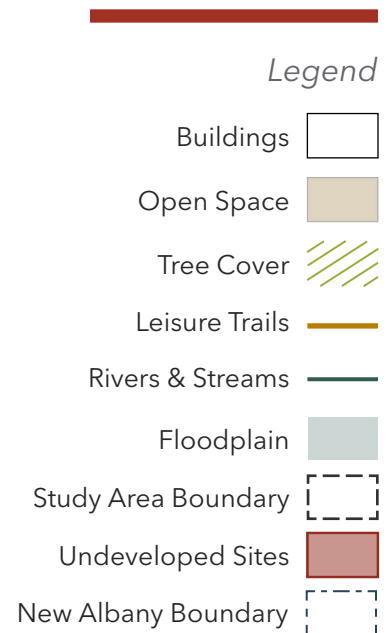 Legend
Buildings
Open Space
Tree Cover
Leisure Trails
Rivers & Streams
Floodplain
Study Area Boundary
Undeveloped Sites
New Albany Boundary